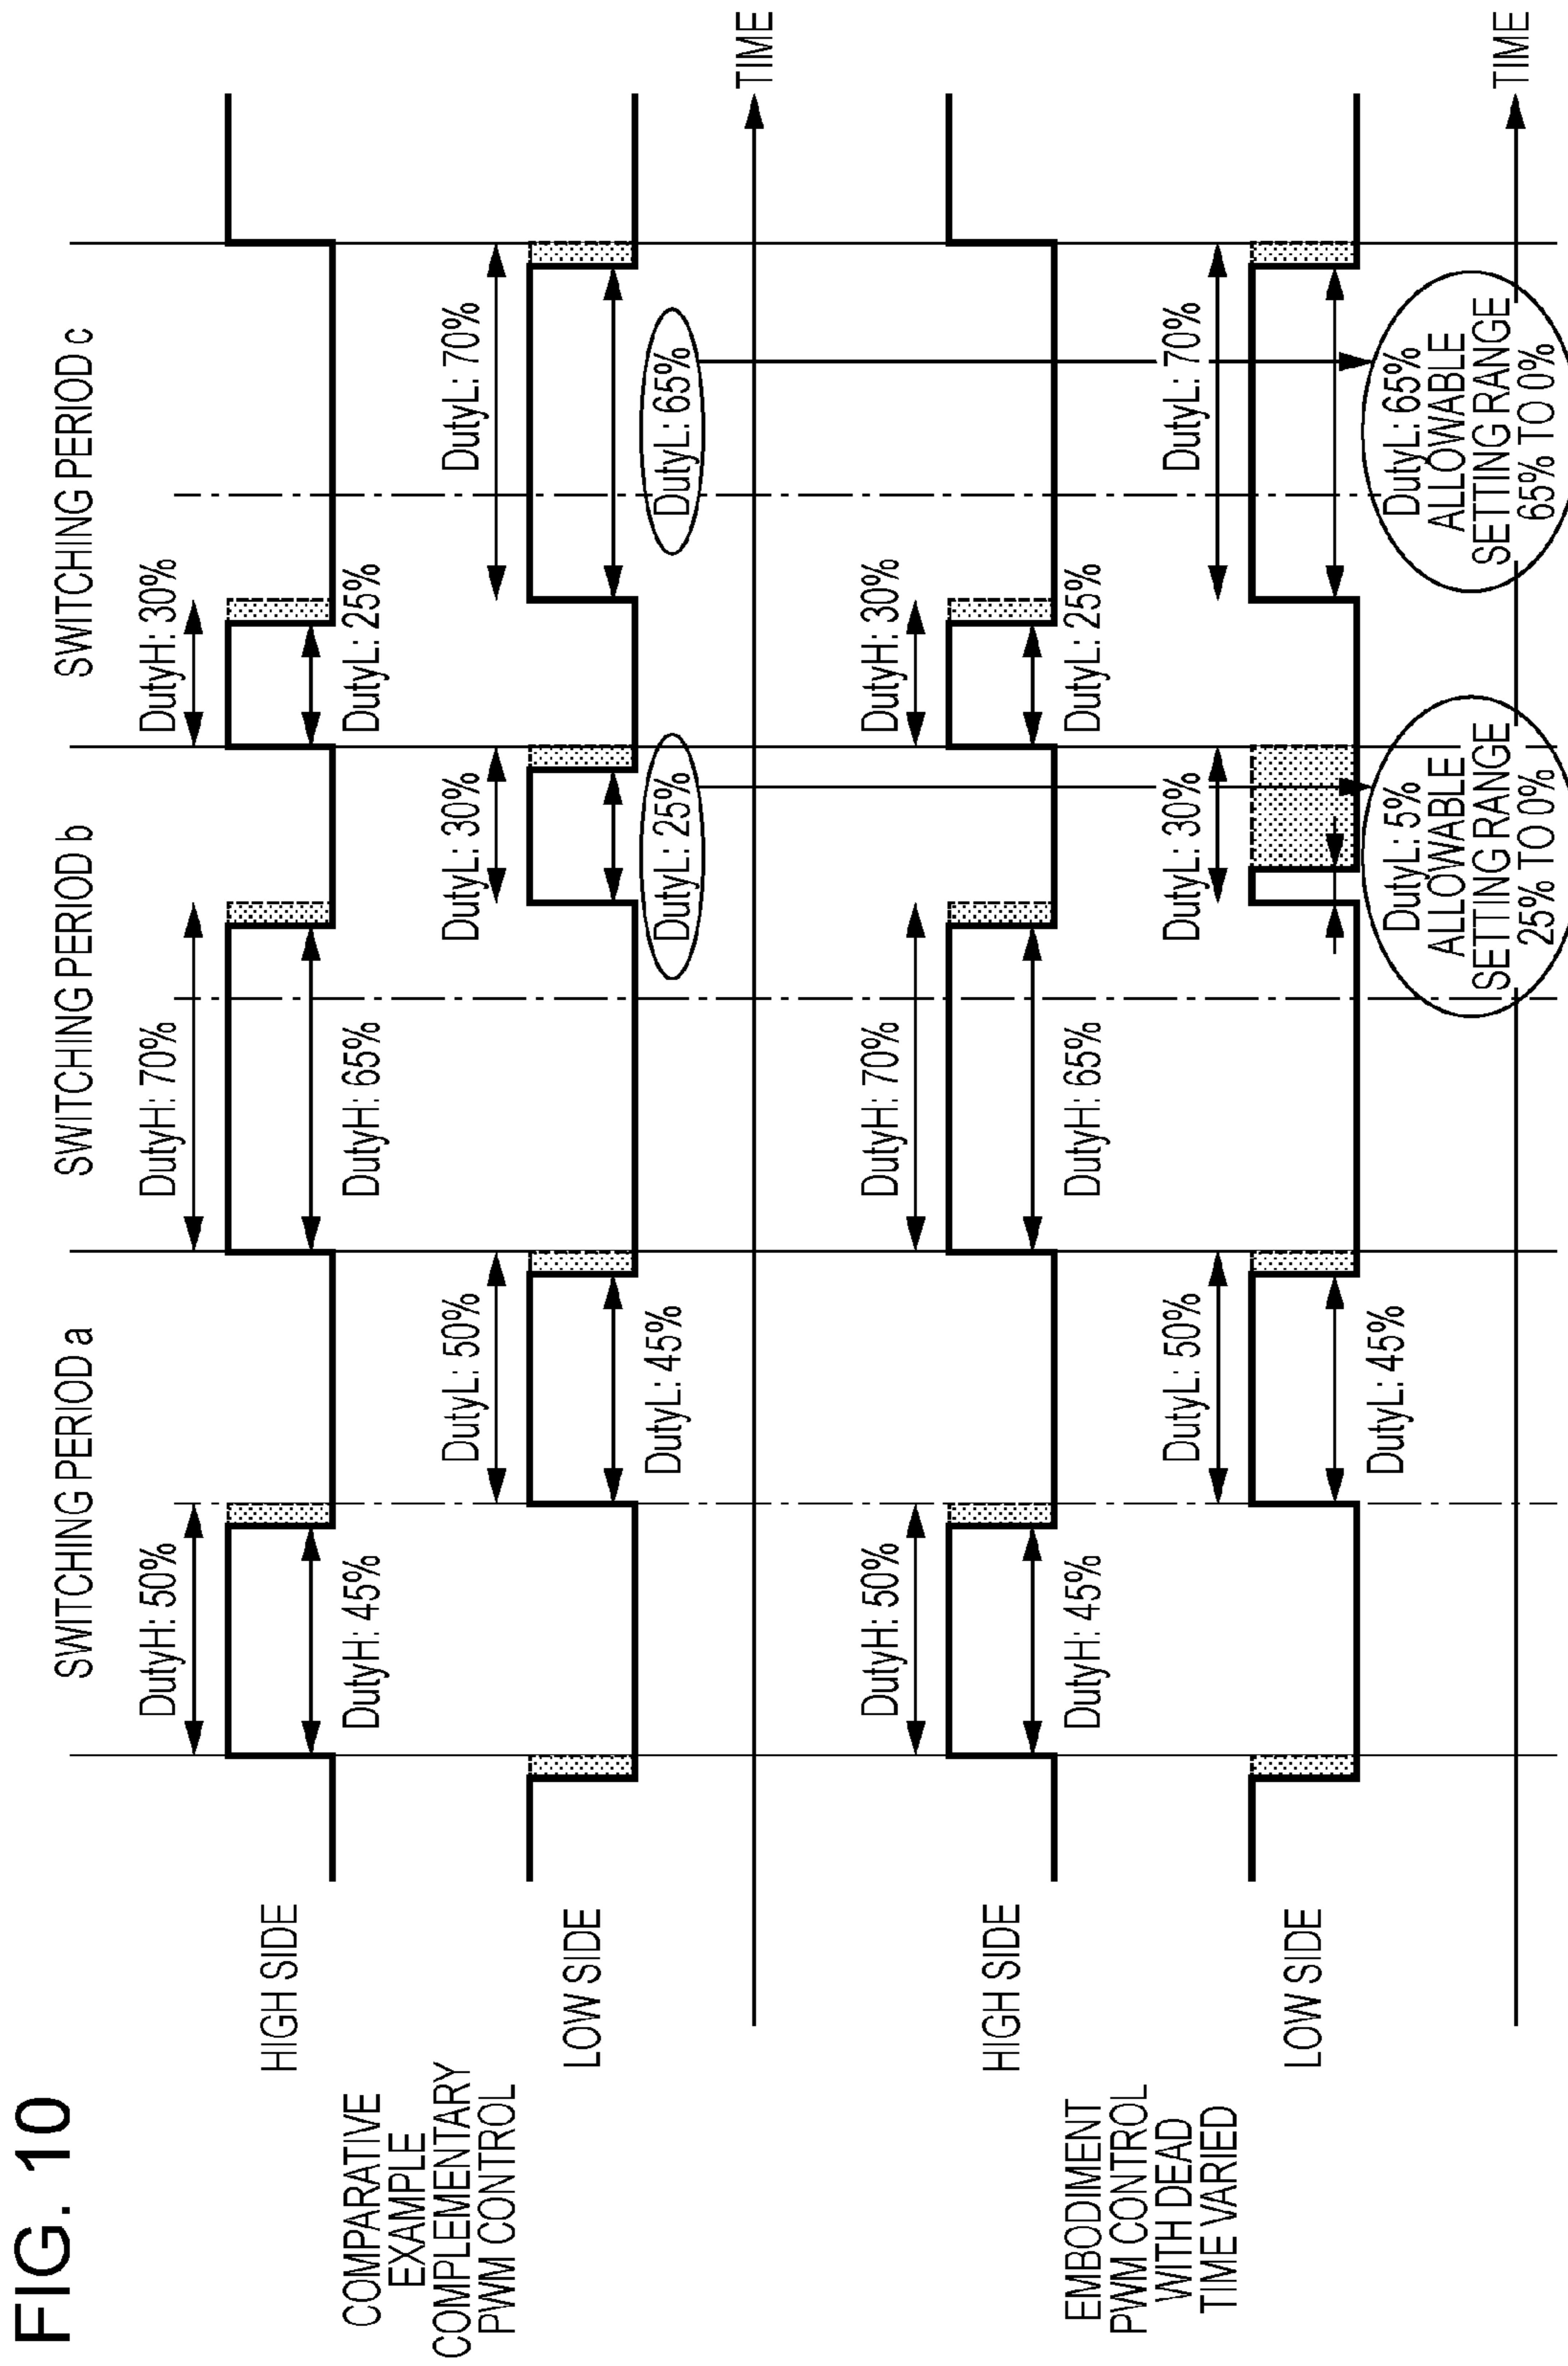 FIG. 10
SWITCHING PERIOD a
SWITCHING PERIOD b
SWITCHING PERIOD c
COMPARATIVE
EXAMPLE
COMPLEMENTARY
PWM CONTROL
HIGH SIDE
DutyH: 50%
DutyH: 70%
DutyH: 30%
DutyH: 45%
DutyH: 65%
DutyL: 25%
LOW SIDE
DutyL: 50%
DutyL: 30%
DutyL: 70%
DutyL: 45%
DutyL: 25%
DutyL: 65%
TIME
EMBODIMENT
PWM CONTROL
WITH DEAD
TIME VARIED
HIGH SIDE
DutyH: 50%
DutyH: 70%
DutyH: 30%
DutyH: 45%
DutyH: 65%
DutyL: 25%
LOW SIDE
DutyL: 50%
DutyL: 30%
DutyL: 70%
DutyL: 45%
DutyL: 5%
ALLOWABLE
SETTING RANGE
25% TO 0%
DutyL: 65%
ALLOWABLE
SETTING RANGE
65% TO 0%
TIME